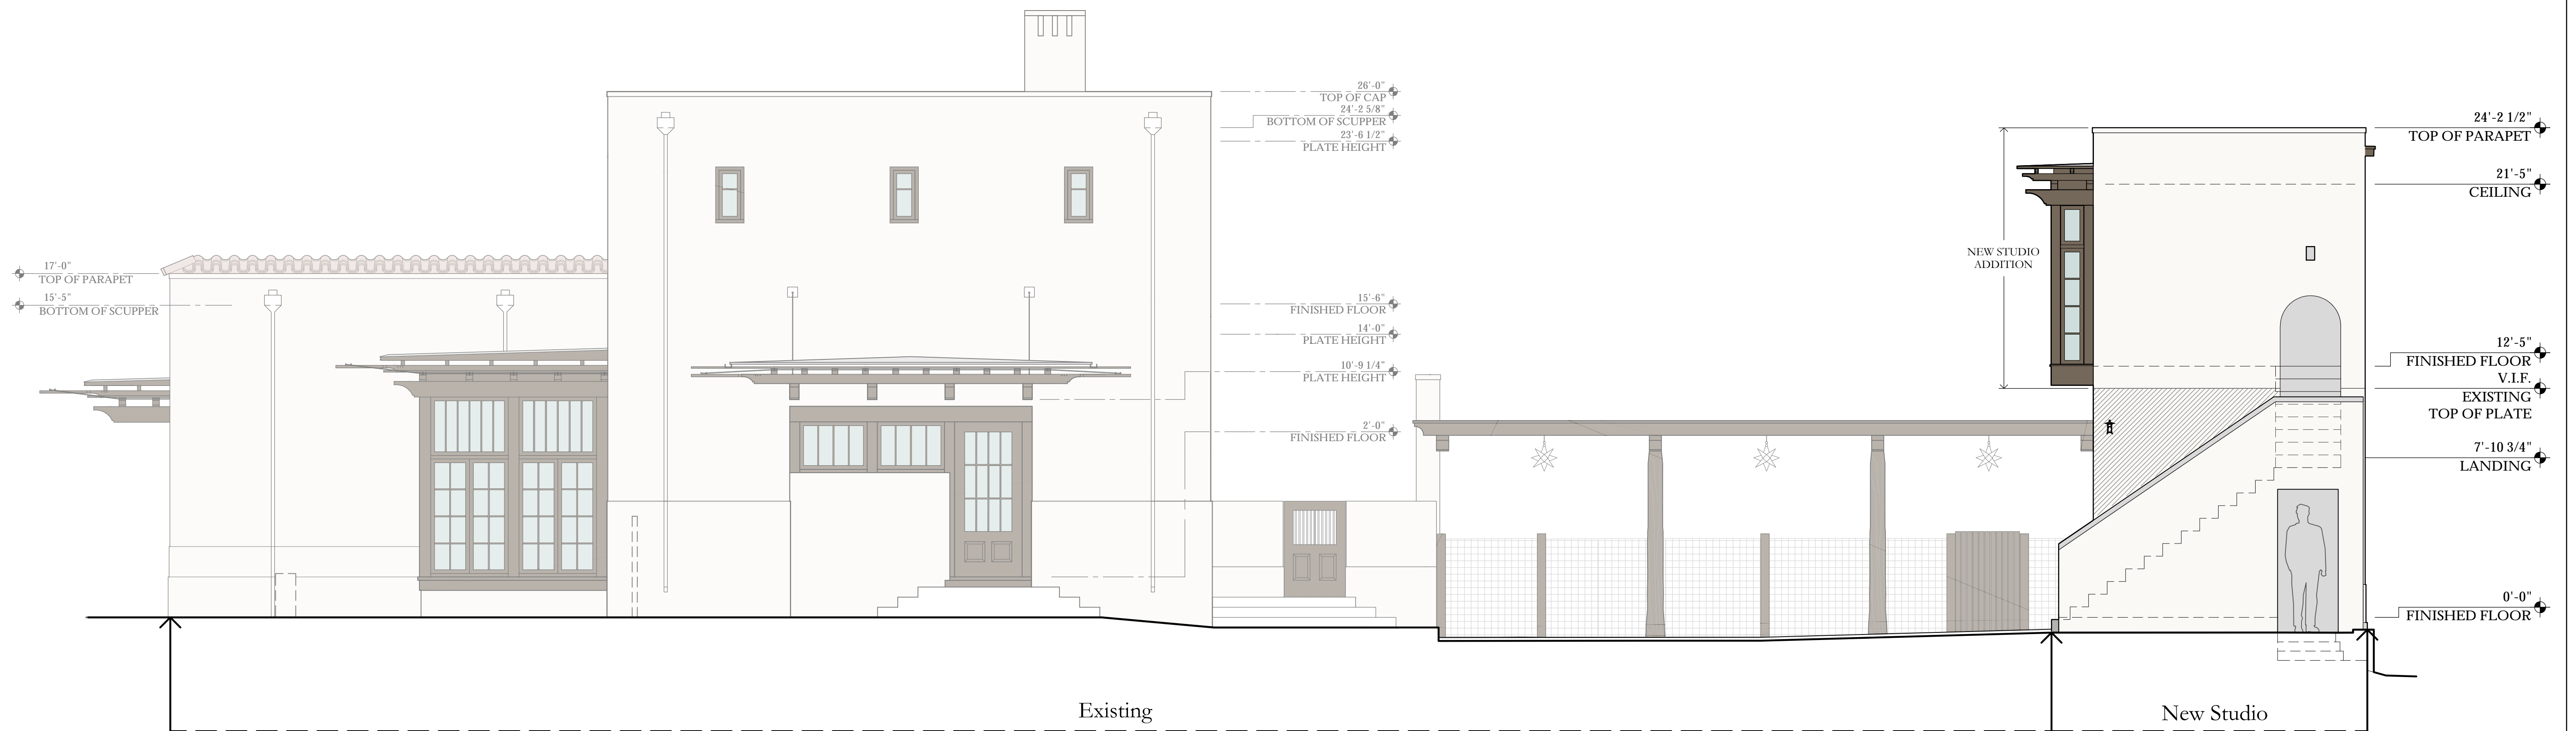 17'-0"
TOP OF PARAPET
15'-5"
BOTTOM OF SCUPPER
26'-0"
TOP OF CAP
24'-2 5/8"
BOTTOM OF SCUPPER
23'-6 1/2"
PLATE HEIGHT
15'-6"
FINISHED FLOOR
14'-0"
PLATE HEIGHT
10'-9 1/4"
PLATE HEIGHT
2'-0"
FINISHED FLOOR
NEW STUDIO
ADDITION
24'-2 1/2"
TOP OF PARAPET
21'-5"
CEILING
12'-5"
FINISHED FLOOR
V.I.F.
EXISTING
TOP OF PLATE
7'-10 3/4"
LANDING
0'-0"
FINISHED FLOOR
Existing
New Studio